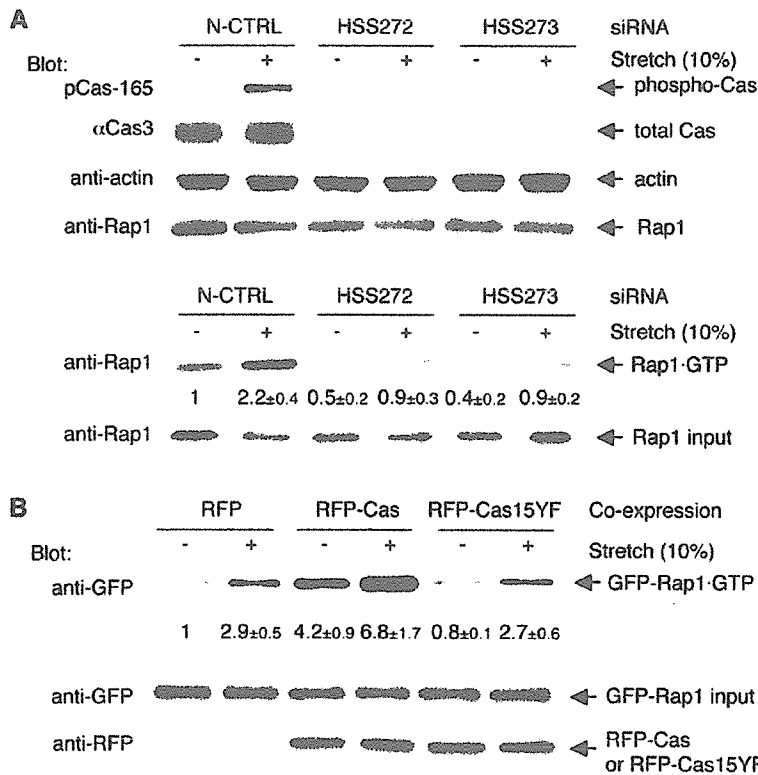 A
N-CTRL HSS272 HSS273 siRNA
Blot: - + - + - + Stretch (10%)
pCas-165 phospho-Cas
αCas3 total Cas
anti-actin actin
anti-Rap1 Rap1
N-CTRL HSS272 HSS273 siRNA
- + - + - + Stretch (10%)
anti-Rap1 Rap1·GTP
1 2.2±0.4 0.5±0.2 0.9±0.3 0.4±0.2 0.9±0.2
anti-Rap1 Rap1 input
B
RFP RFP-Cas RFP-Cas15YF Co-expression
Blot: - + - + - + Stretch (10%)
anti-GFP GFP-Rap1·GTP
1 2.9±0.5 4.2±0.9 6.8±1.7 0.8±0.1 2.7±0.6
anti-GFP GFP-Rap1 input
anti-RFP RFP-Cas
or RFP-Cas15YF